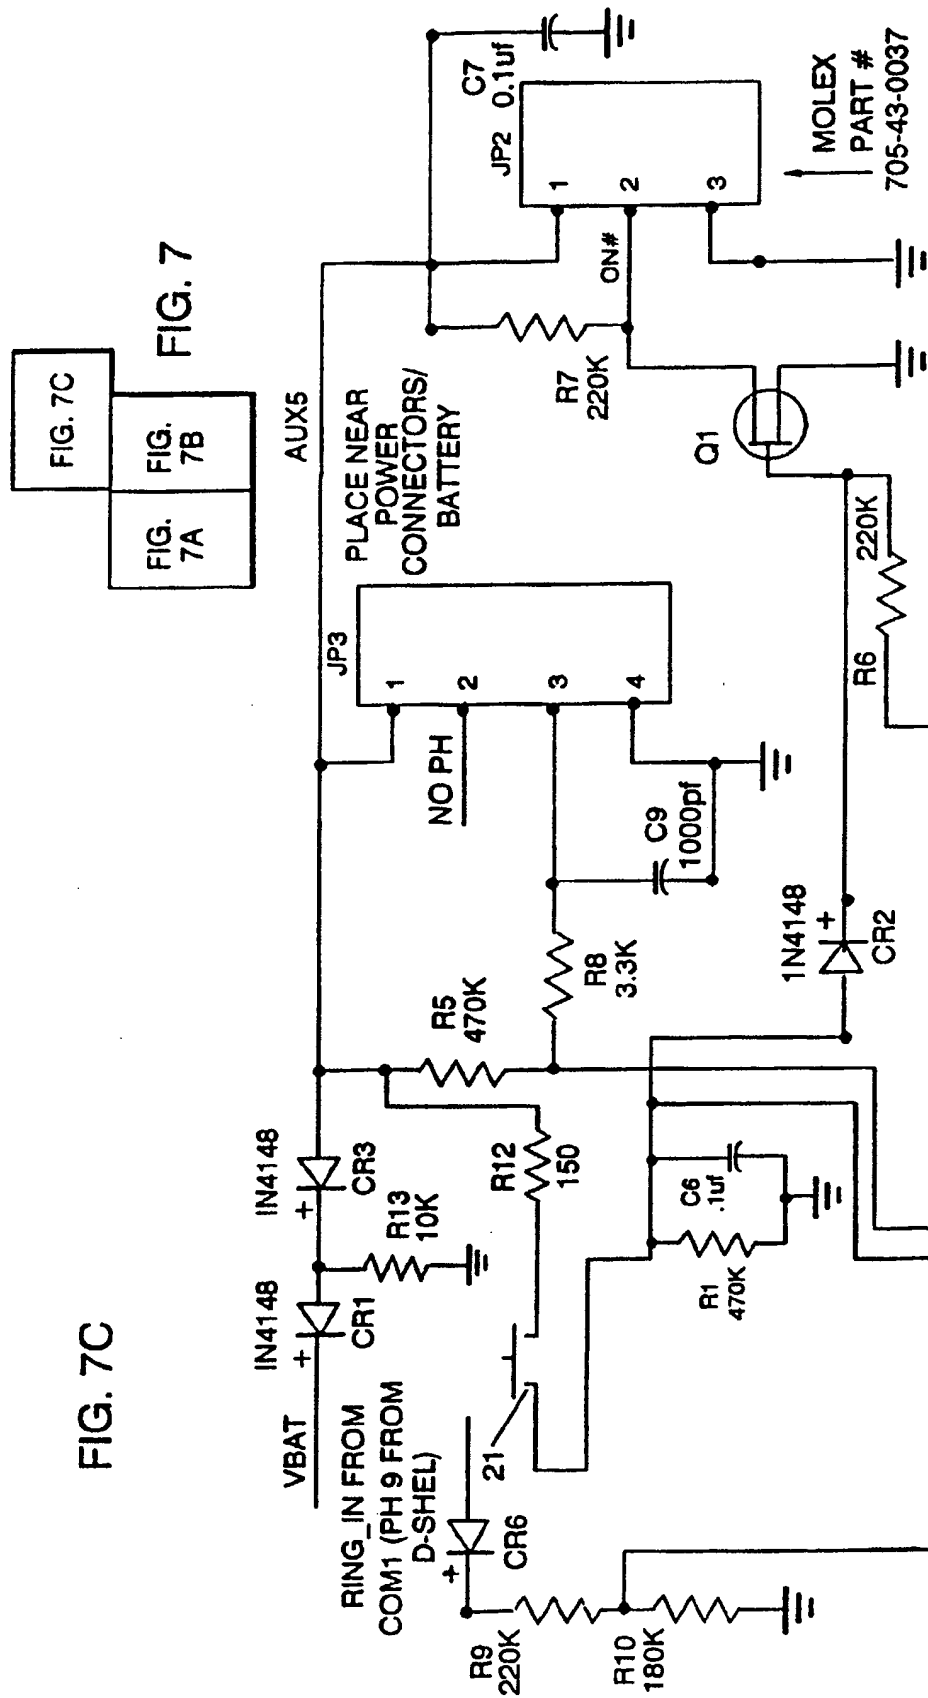 FIG. 7C
FIG. 7
FIG. 7C
FIG.
7A
FIG.
7B
VBAT
IN4148
+
CR1
R13
10K
IN4148
+
CR3
AUX5
RING_IN FROM
COM1 (PH 9 FROM
D-SHEL)
+
CR6
R9
220K
R10
180K
21
R12
150
R5
470K
R8
3.3K
R1
470K
C6
.1uf
C9
1000pf
NO PH
JP3
1
2
3
4
PLACE NEAR
POWER
CONNECTORS/
BATTERY
1N4148
+
CR2
R6
220K
Q1
R7
220K
ON#
JP2
1
2
3
C7
0.1uf
MOLEX
PART #
705-43-0037